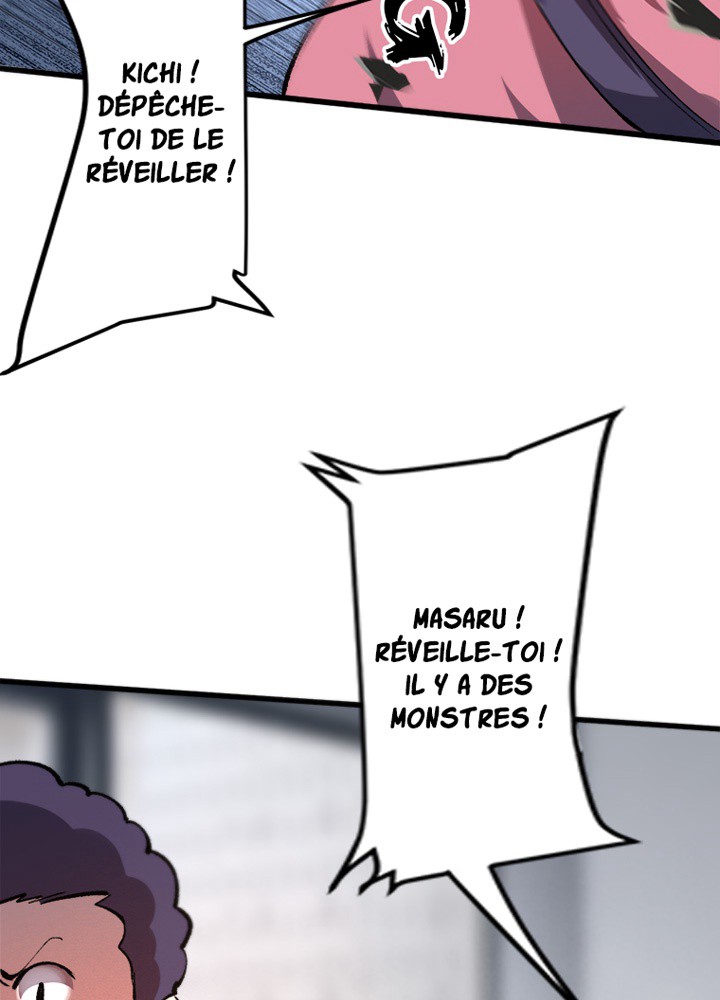 KICHI !
DÉPÊCHE-
TOI DE LE
RÉVEILLER !
MASARU !
RÉVEILLE-TOI !
IL Y A DES
MONSTRES !